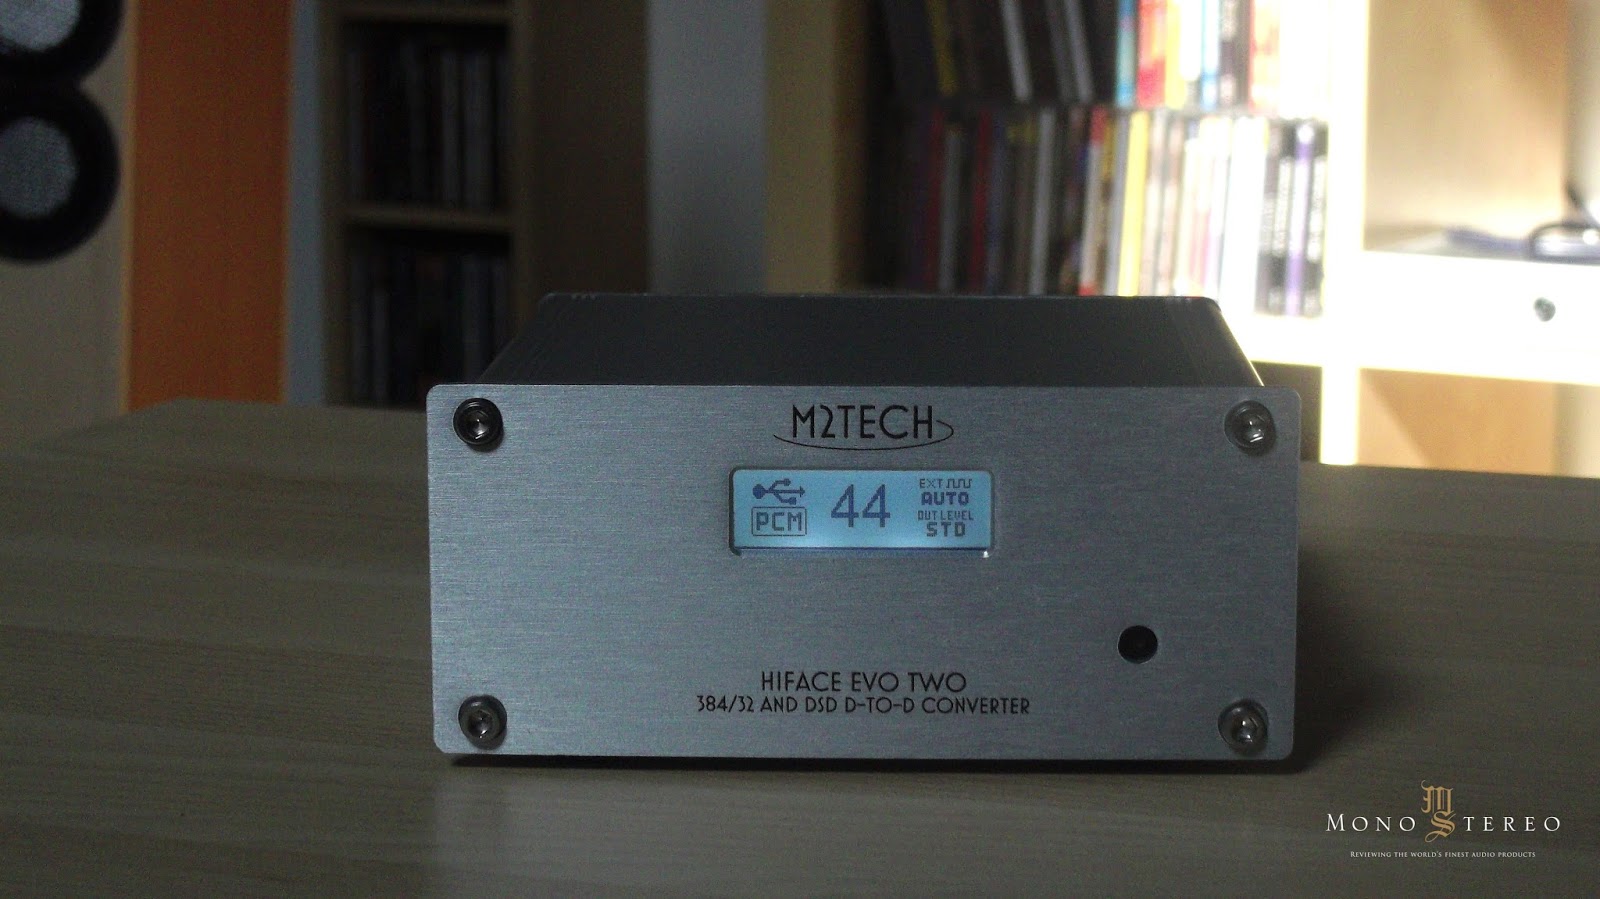 M2TECH
PCM
44
EXT
AUTO
OUT LEVEL
STD
HIFACE EVO TWO
384/32 AND DSD D-TO-D CONVERTER
MS
MONO STEREO
REVIEWING THE WORLD'S FINEST AUDIO PRODUCTS